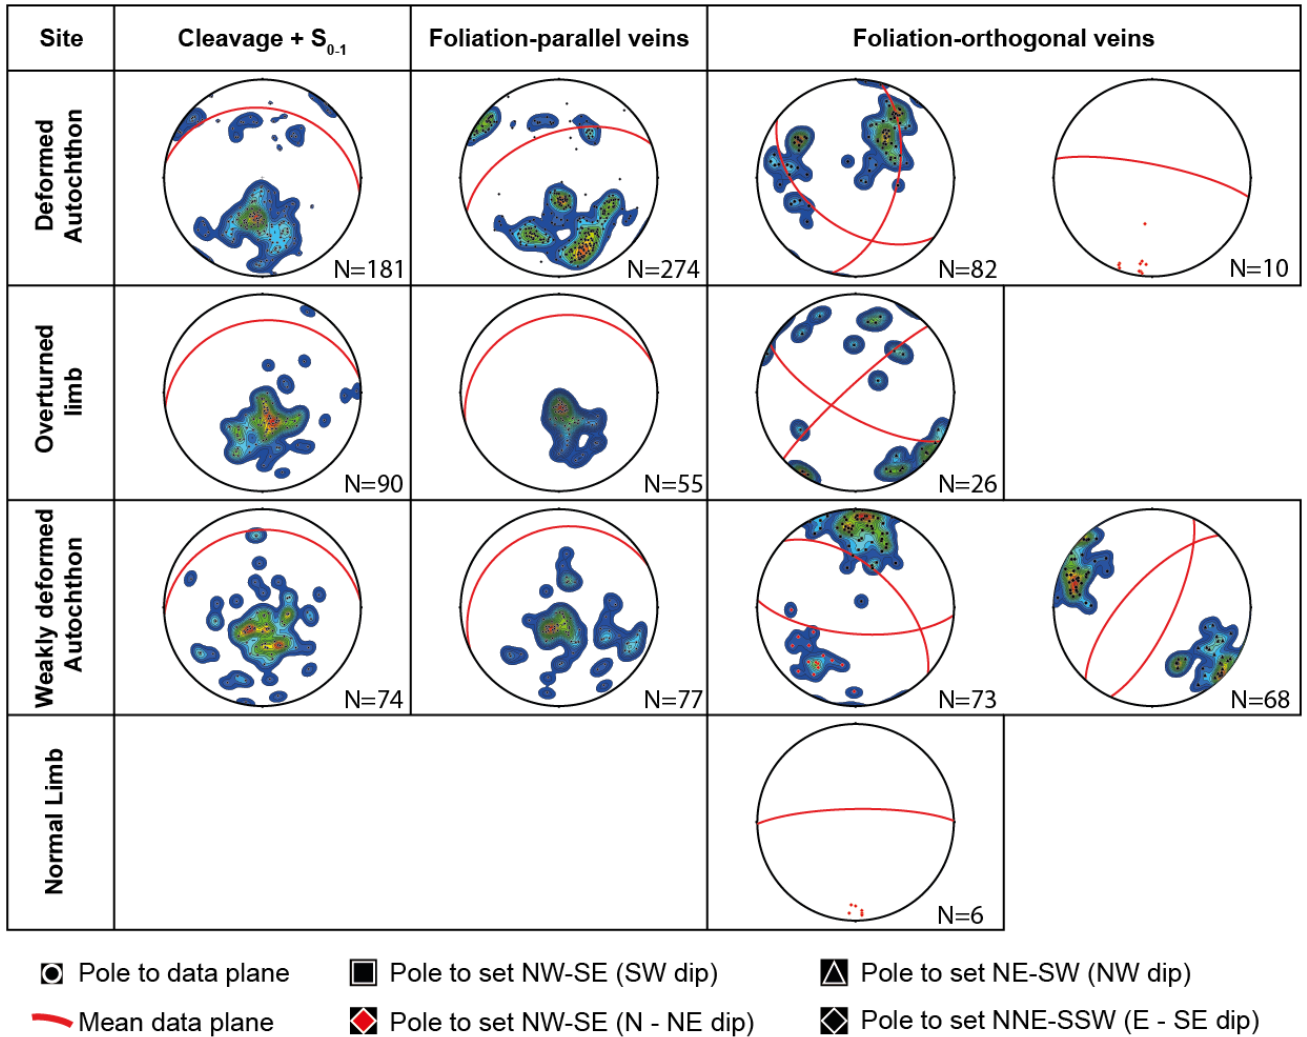 Site
Cleavage + S0-1
Foliation-parallel veins
Foliation-orthogonal veins
Deformed
Autochthon
N=181
N=274
N=82
N=10
Overturned
limb
N=90
N=55
N=26
Weakly deformed
Autochthon
N=74
N=77
N=73
N=68
Normal Limb
N=6
Pole to data plane
Pole to set NW-SE (SW dip)
Pole to set NE-SW (NW dip)
Mean data plane
Pole to set NW-SE (N - NE dip)
Pole to set NNE-SSW (E - SE dip)